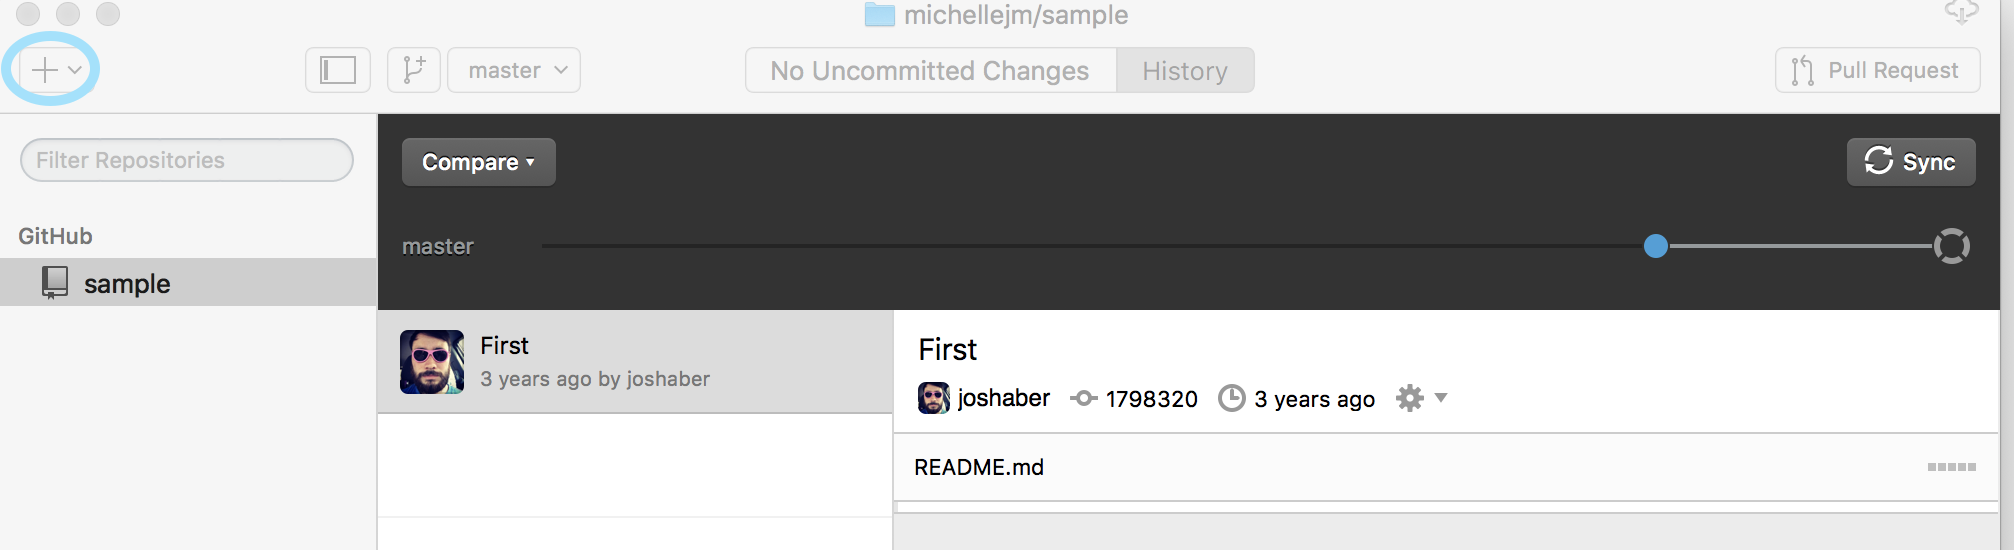 michellejm/sample
master
No Uncommitted Changes
History
Pull Request
Filter Repositories
GitHub
sample
Compare
Sync
master
First
3 years ago by joshaber
First
joshaber
1798320
3 years ago
README.md